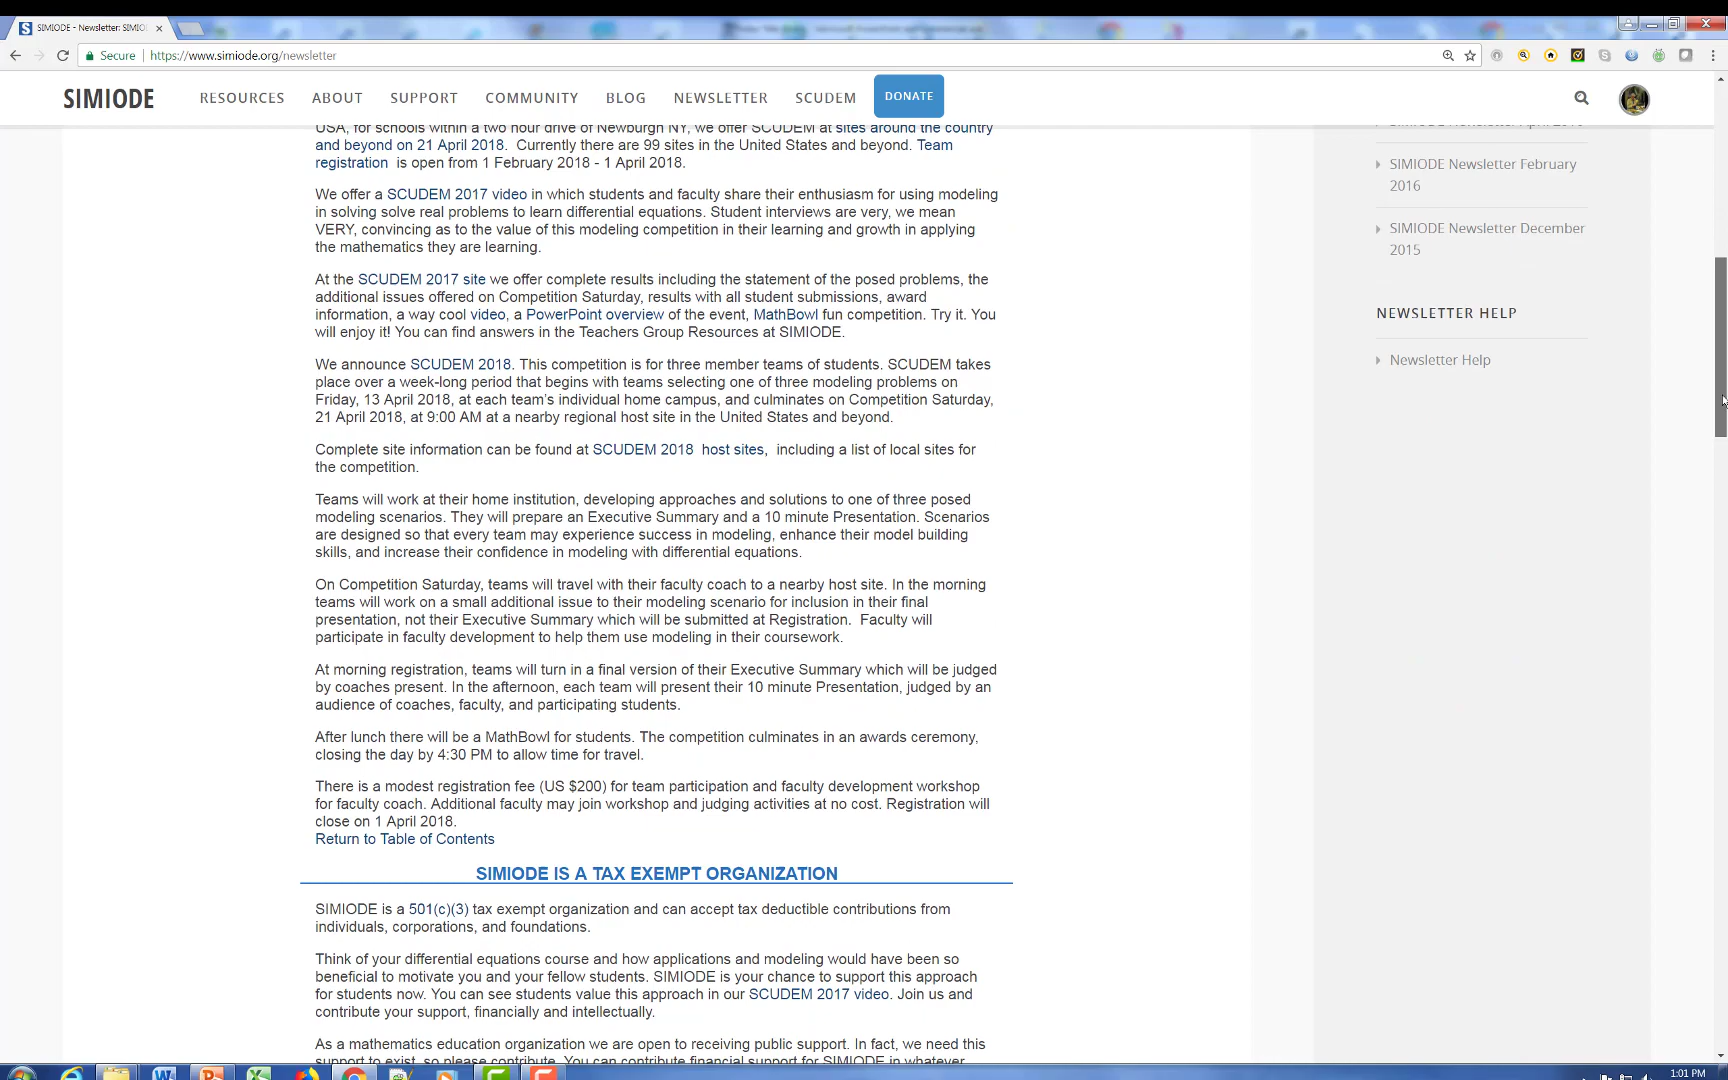 SIMIODE - Newsletter: SIMIO
Secure https://www.simiode.org/newsletter
SIMIODE RESOURCES ABOUT SUPPORT COMMUNITY BLOG NEWSLETTER SCUDEM DONATE
USA, for schools within a two hour drive of Newburgh NY, we offer SCUDEM at sites around the country
and beyond on 21 April 2018. Currently there are 99 sites in the United States and beyond. Team
registration is open from 1 February 2018 - 1 April 2018.
We offer a SCUDEM 2017 video in which students and faculty share their enthusiasm for using modeling
in solving solve real problems to learn differential equations. Student interviews are very, we mean
VERY, convincing as to the value of this modeling competition in their learning and growth in applying
the mathematics they are learning.
At the SCUDEM 2017 site we offer complete results including the statement of the posed problems, the
additional issues offered on Competition Saturday, results with all student submissions, award
information, a way cool video, a PowerPoint overview of the event, MathBowl fun competition. Try it. You
will enjoy it! You can find answers in the Teachers Group Resources at SIMIODE.
We announce SCUDEM 2018. This competition is for three member teams of students. SCUDEM takes
place over a week-long period that begins with teams selecting one of three modeling problems on
Friday, 13 April 2018, at each team's individual home campus, and culminates on Competition Saturday,
21 April 2018, at 9:00 AM at a nearby regional host site in the United States and beyond.
Complete site information can be found at SCUDEM 2018 host sites, including a list of local sites for
the competition.
Teams will work at their home institution, developing approaches and solutions to one of three posed
modeling scenarios. They will prepare an Executive Summary and a 10 minute Presentation. Scenarios
are designed so that every team may experience success in modeling, enhance their model building
skills, and increase their confidence in modeling with differential equations.
On Competition Saturday, teams will travel with their faculty coach to a nearby host site. In the morning
teams will work on a small additional issue to their modeling scenario for inclusion in their final
presentation, not their Executive Summary which will be submitted at Registration. Faculty will
participate in faculty development to help them use modeling in their coursework.
At morning registration, teams will turn in a final version of their Executive Summary which will be judged
by coaches present. In the afternoon, each team will present their 10 minute Presentation, judged by an
audience of coaches, faculty, and participating students.
After lunch there will be a MathBowl for students. The competition culminates in an awards ceremony,
closing the day by 4:30 PM to allow time for travel.
There is a modest registration fee (US $200) for team participation and faculty development workshop
for faculty coach. Additional faculty may join workshop and judging activities at no cost. Registration will
close on 1 April 2018.
Return to Table of Contents
SIMIODE IS A TAX EXEMPT ORGANIZATION
SIMIODE is a 501(c)(3) tax exempt organization and can accept tax deductible contributions from
individuals, corporations, and foundations.
Think of your differential equations course and how applications and modeling would have been so
beneficial to motivate you and your fellow students. SIMIODE is your chance to support this approach
for students now. You can see students value this approach in our SCUDEM 2017 video. Join us and
contribute your support, financially and intellectually.
As a mathematics education organization we are open to receiving public support. In fact, we need this
support to exist, so please contribute. You can contribute financial support for SIMIODE in whatever
SIMIODE Newsletter February
2016
SIMIODE Newsletter December
2015
NEWSLETTER HELP
Newsletter Help
1:01 PM